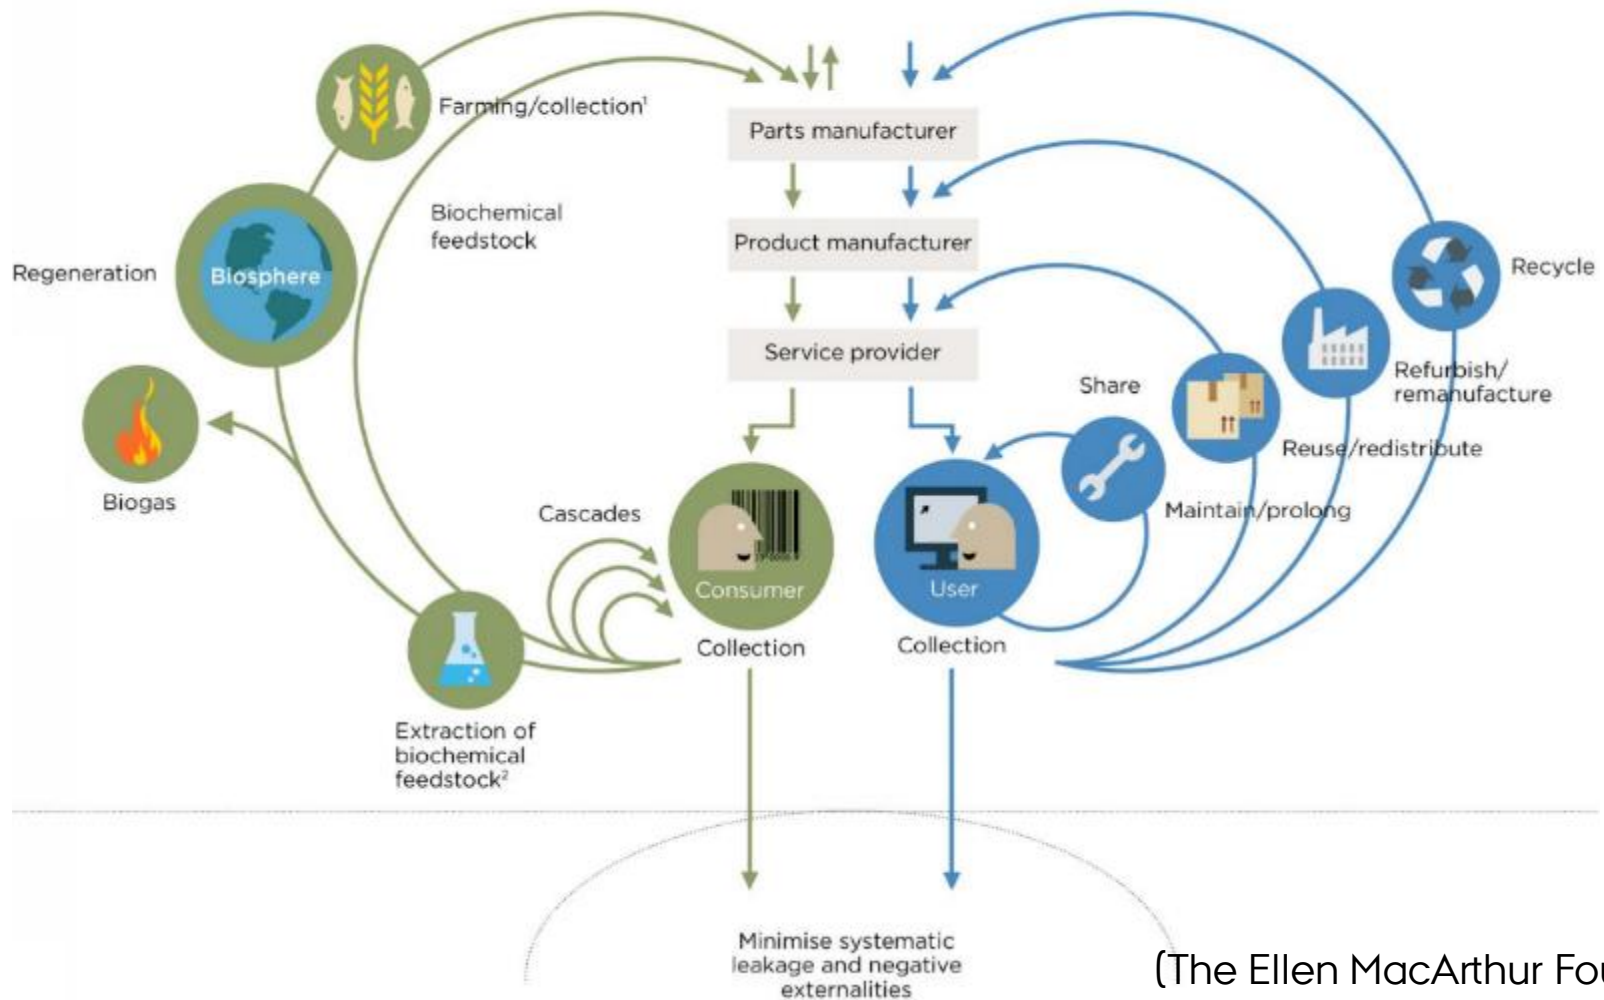 Farming/collection¹
Parts manufacturer
Biochemical
feedstock
Product manufacturer
Regeneration
Biosphere
Recycle
Service provider
Share
Refurbish/
remanufacture
Reuse/redistribute
Biogas
Cascades
Maintain/prolong
Consumer
User
Collection
Collection
Extraction of
biochemical
feedstock²
Minimise systematic
leakage and negative
externalities
(The Ellen MacArthur